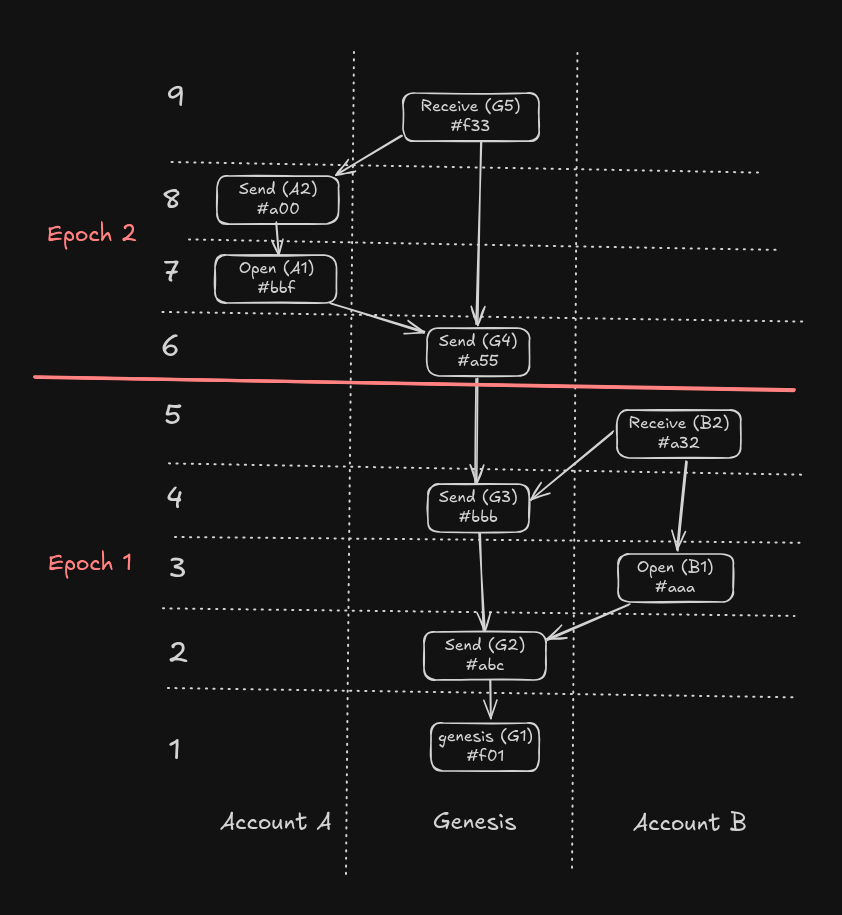 9
Receive (G5)
#f33
8
Send (A2)
#a00
Epoch 2
7
Open (A1)
#bbf
6
Send (G4)
#a55
5
Receive (B2)
#a32
4
Send (G3)
#bbb
Epoch 1
3
Open (B1)
#aaa
2
Send (G2)
#abc
1
genesis (G1)
#f01
Account A
Genesis
Account B